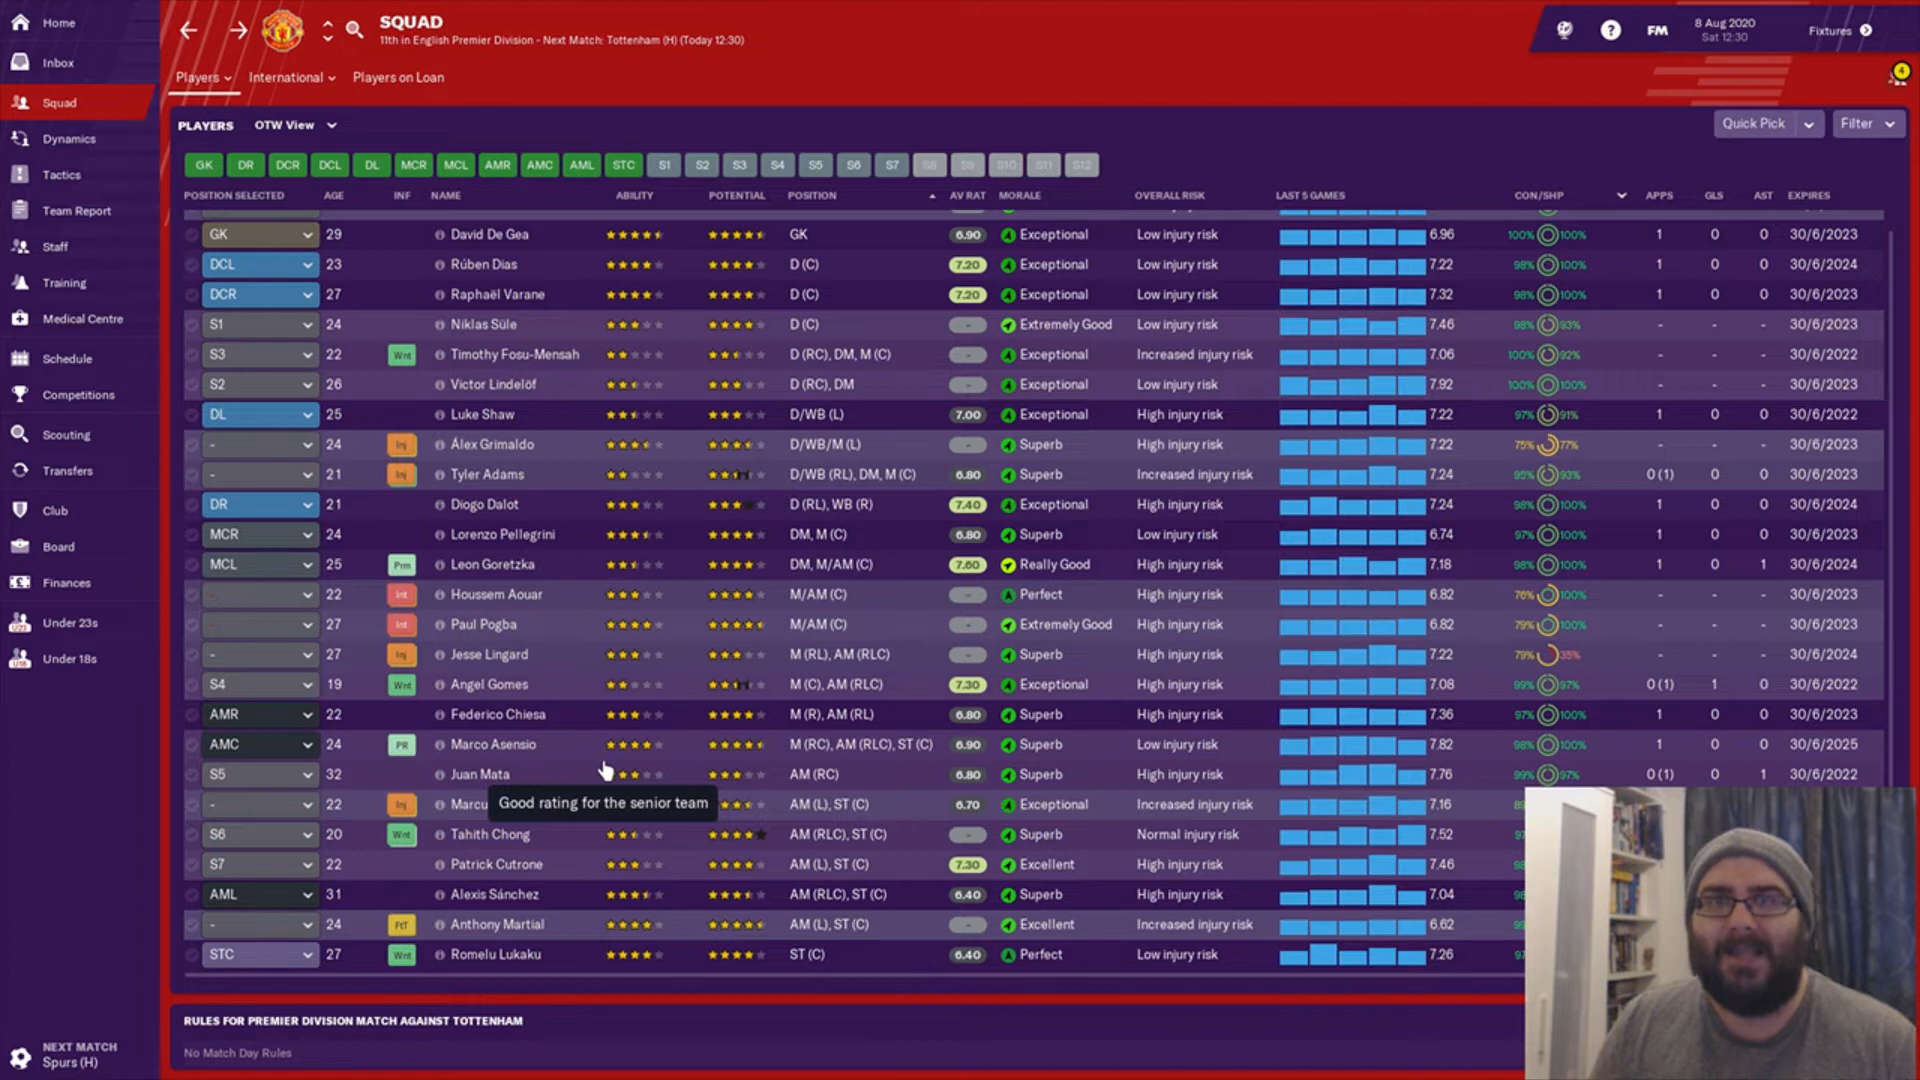 Home
Inbox
Squad
Dynamics
Tactics
Team Report
Staff
Training
Medical Centre
Schedule
Competitions
Scouting
Transfers
Club
Board
Finances
Under 23s
Under 18s
NEXT MATCH
Spurs (H)
SQUAD
11th in English Premier Division - Next Match: Tottenham (H) (Today 12:30)
FM
8 Aug 2020
Sat 12:30
Fixtures
4
Players International Players on Loan
PLAYERS OTW View Quick Pick Filter
GK DR DCR DCL DL MCR MCL AMR AMC AML STC S1 S2 S3 S4 S5 S6 S7 S8 S9 S10 S11 S12
POSITION SELECTED AGE INF NAME ABILITY POTENTIAL POSITION AV RAT MORALE OVERALL RISK LAST 5 GAMES CON/SHP APPS GLS AST EXPIRES
GK 29 David De Gea GK 6.90 Exceptional Low injury risk 6.96 100% 100% 1 0 0 30/6/2023
DCL 23 Rúben Dias D (C) 7.20 Exceptional Low injury risk 7.22 98% 100% 1 0 0 30/6/2024
DCR 27 Raphaël Varane D (C) 7.20 Exceptional Low injury risk 7.32 98% 100% 1 0 0 30/6/2023
S1 24 Niklas Süle D (C) - Extremely Good Low injury risk 7.46 98% 93% - - - 30/6/2023
S3 22 Wnt Timothy Fosu-Mensah D (RC), DM, M (C) - Exceptional Increased injury risk 7.06 100% 92% - - - 30/6/2022
S2 26 Victor Lindelöf D (RC), DM - Exceptional Low injury risk 7.92 100% 100% - - - 30/6/2023
DL 25 Luke Shaw D/WB (L) 7.00 Exceptional High injury risk 7.22 97% 91% 1 0 0 30/6/2022
- 24 Inj Álex Grimaldo D/WB/M (L) - Superb High injury risk 7.22 75% 77% - - - 30/6/2023
- 21 Inj Tyler Adams D/WB (RL), DM, M (C) 6.80 Superb Increased injury risk 7.24 95% 93% 0 (1) 0 0 30/6/2023
DR 21 Diogo Dalot D (RL), WB (R) 7.40 Exceptional High injury risk 7.24 98% 100% 1 0 0 30/6/2024
MCR 24 Lorenzo Pellegrini DM, M (C) 6.80 Superb Low injury risk 6.74 97% 100% 1 0 0 30/6/2023
MCL 25 Prm Leon Goretzka DM, M/AM (C) 7.60 Really Good High injury risk 7.18 98% 100% 1 0 1 30/6/2024
- 22 Int Houssem Aouar M/AM (C) - Perfect High injury risk 6.82 76% 100% - - - 30/6/2023
- 27 Int Paul Pogba M/AM (C) - Extremely Good High injury risk 6.82 79% 100% - - - 30/6/2023
- 27 Inj Jesse Lingard M (RL), AM (RLC) - Superb High injury risk 7.22 79% 35% - - - 30/6/2024
S4 19 Wnt Angel Gomes M (C), AM (RLC) 7.30 Exceptional High injury risk 7.08 99% 97% 0 (1) 1 0 30/6/2022
AMR 22 Federico Chiesa M (R), AM (RL) 6.80 Superb High injury risk 7.36 97% 100% 1 0 0 30/6/2023
AMC 24 PR Marco Asensio M (RC), AM (RLC), ST (C) 6.90 Superb Low injury risk 7.82 98% 100% 1 0 0 30/6/2025
S5 32 Juan Mata AM (RC) 6.80 Superb High injury risk 7.76 99% 97% 0 (1) 0 1 30/6/2022
- 22 Inj Marcu AM (L), ST (C) 6.70 Exceptional Increased injury risk 7.16
Good rating for the senior team
S6 20 Wnt Tahith Chong AM (RLC), ST (C) - Superb Normal injury risk 7.52
S7 22 Patrick Cutrone AM (L), ST (C) 7.30 Excellent High injury risk 7.46
AML 31 Alexis Sánchez AM (RLC), ST (C) 6.40 Superb High injury risk 7.04
- 24 FtT Anthony Martial AM (L), ST (C) - Excellent Increased injury risk 6.62
STC 27 Wnt Romelu Lukaku ST (C) 6.40 Perfect Low injury risk 7.26
RULES FOR PREMIER DIVISION MATCH AGAINST TOTTENHAM
No Match Day Rules